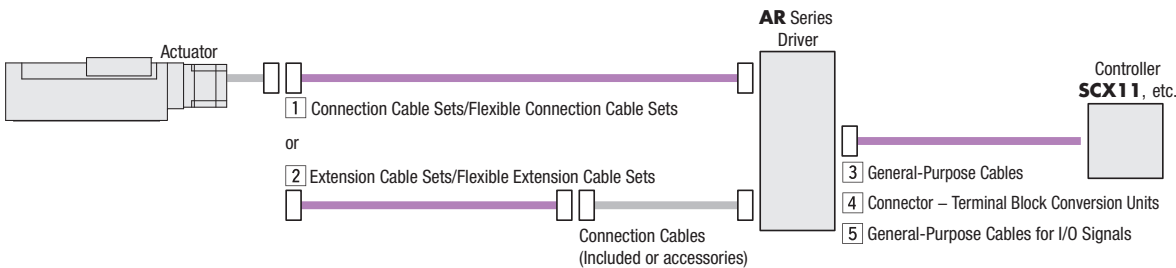 Actuator
1 Connection Cable Sets/Flexible Connection Cable Sets
or
2 Extension Cable Sets/Flexible Extension Cable Sets
Connection Cables
(Included or accessories)
AR Series
Driver
Controller
SCX11, etc.
3 General-Purpose Cables
4 Connector – Terminal Block Conversion Units
5 General-Purpose Cables for I/O Signals